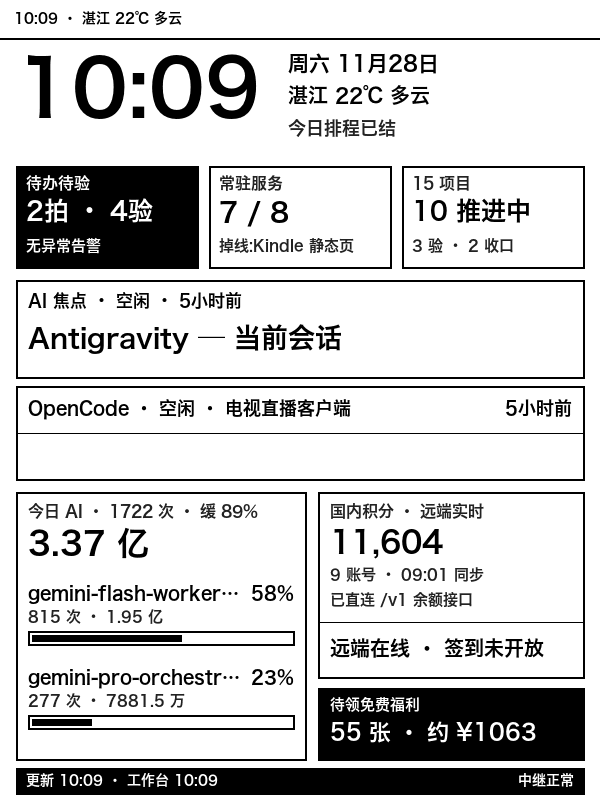 10:09 · 湛江 22℃ 多云
10:09
周六 11月28日
湛江 22℃ 多云
今日排程已结
待办待验
2拍 · 4验
无异常告警
常驻服务
7 / 8
掉线:Kindle 静态页
15 项目
10 推进中
3 验 · 2 收口
AI 焦点 · 空闲 · 5小时前
Antigravity — 当前会话
OpenCode · 空闲 · 电视直播客户端 5小时前
今日 AI · 1722 次 · 缓 89%
3.37 亿
gemini-flash-worker… 58%
815 次 · 1.95 亿
gemini-pro-orchestr… 23%
277 次 · 7881.5 万
国内积分 · 远端实时
11,604
9 账号 · 09:01 同步
已直连 /v1 余额接口
远端在线 · 签到未开放
待领免费福利
55 张 · 约 ¥1063
更新 10:09 · 工作台 10:09 中继正常